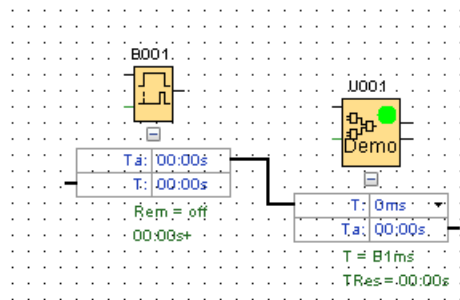 B001
Ta: 00:00s
T: 00:00s
Rem = off
00:00s+
U001
Demo
T: 0ms
Ta: 00:00s
T = 81ms
TRes=00:00s